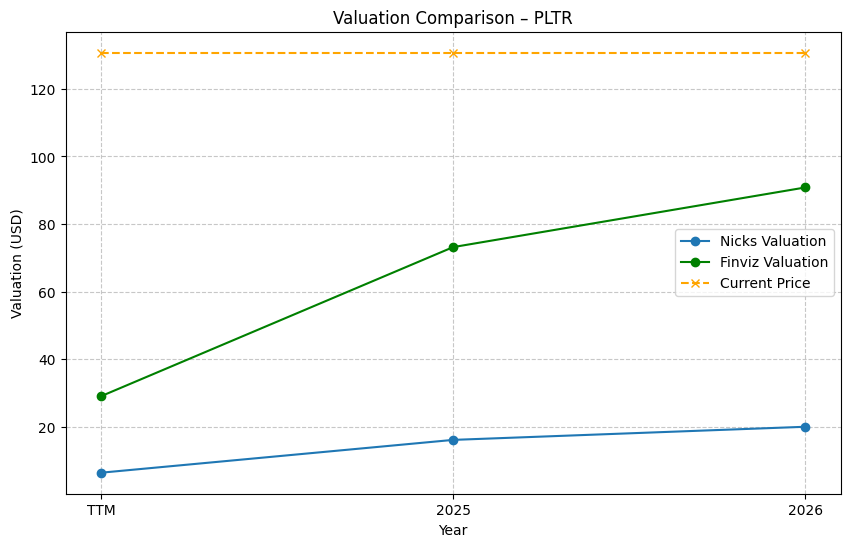 Valuation Comparison – PLTR
Valuation (USD)
120
100
80
60
40
20
Nicks Valuation
Finviz Valuation
Current Price
TTM
2025
2026
Year